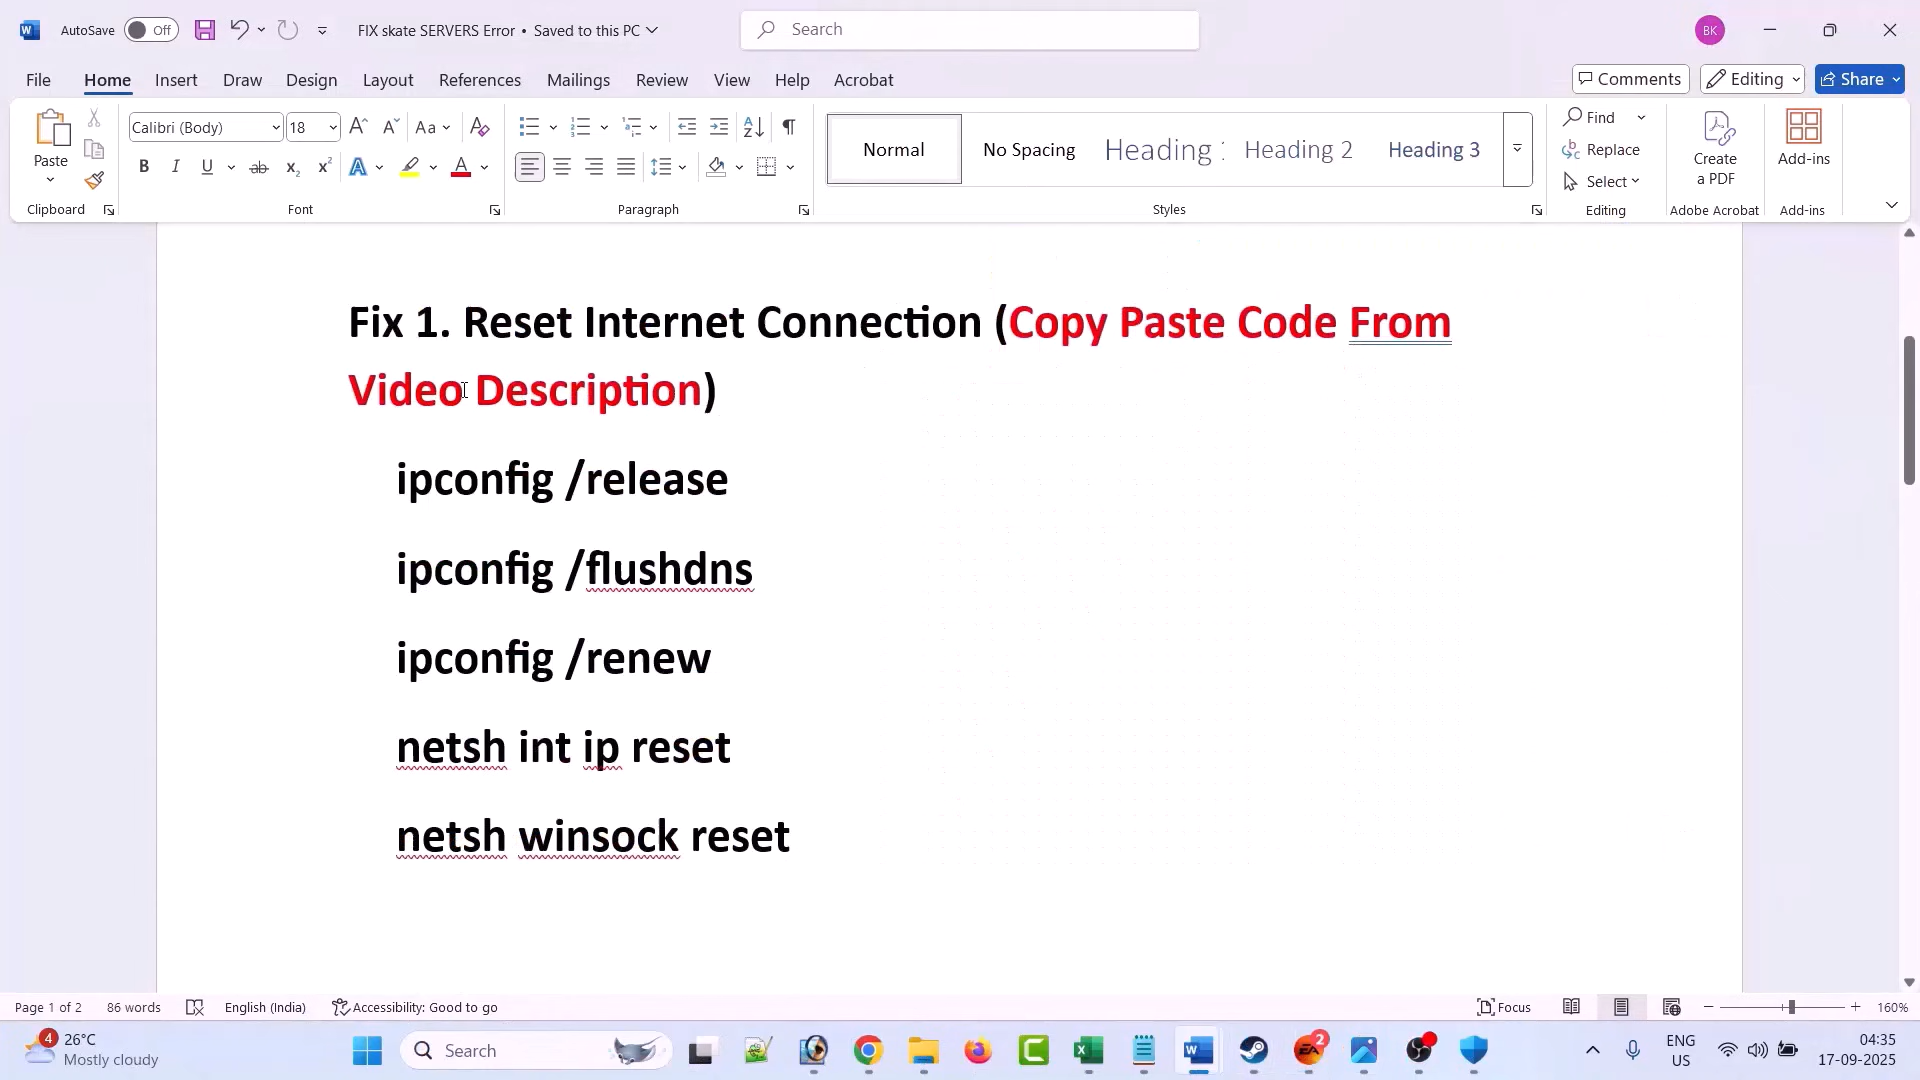 AutoSave Off FIX skate SERVERS Error • Saved to this PC Search BK
File Home Insert Draw Design Layout References Mailings Review View Help Acrobat Comments Editing Share
Paste Calibri (Body) 18 Aa Normal No Spacing Heading 1 Heading 2 Heading 3 Find Replace Select Create a PDF Add-ins
Clipboard Font Paragraph Styles Editing Adobe Acrobat Add-ins
Fix 1. Reset Internet Connection (Copy Paste Code From
Video Description)
ipconfig /release
ipconfig /flushdns
ipconfig /renew
netsh int ip reset
netsh winsock reset
Page 1 of 2 86 words English (India) Accessibility: Good to go Focus 160%
4 26°C Search EA 2 ENG 04:35
Mostly cloudy US 17-09-2025